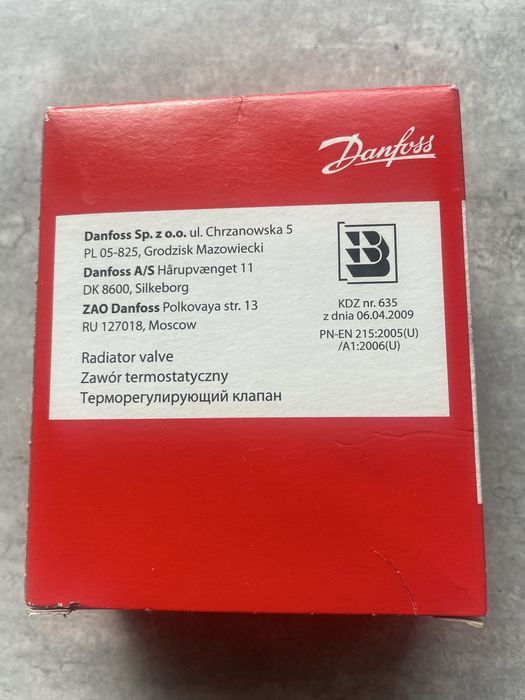 Danfoss
Danfoss Sp. z o.o. ul. Chrzanowska 5
PL 05-825, Grodzisk Mazowiecki
Danfoss A/S Hårupvænget 11
DK 8600, Silkeborg
ZAO Danfoss Polkovaya str. 13
RU 127018, Moscow
Radiator valve
Zawór termostatyczny
Терморегулирующий клапан
B
KDZ nr. 635
z dnia 06.04.2009
PN-EN 215:2005(U)
/A1:2006(U)